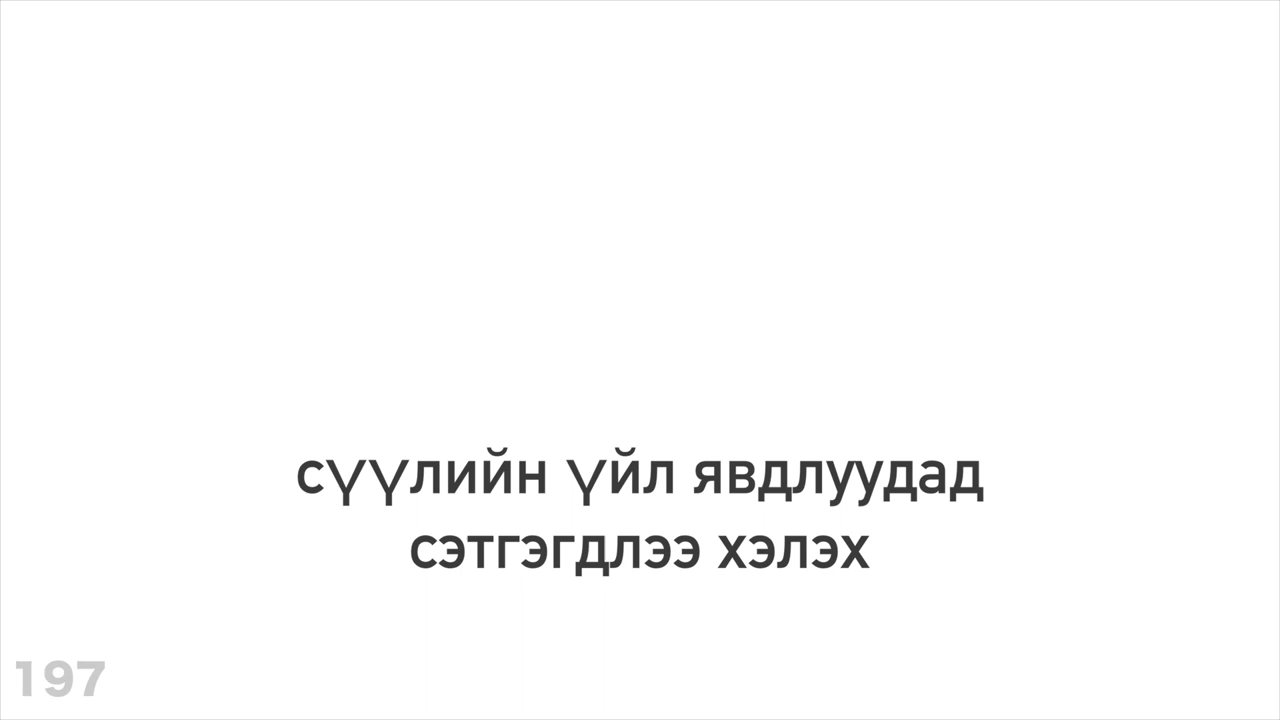 сүүлийн үйл явдлуудад
сэтгэгдлээ хэлэх
197